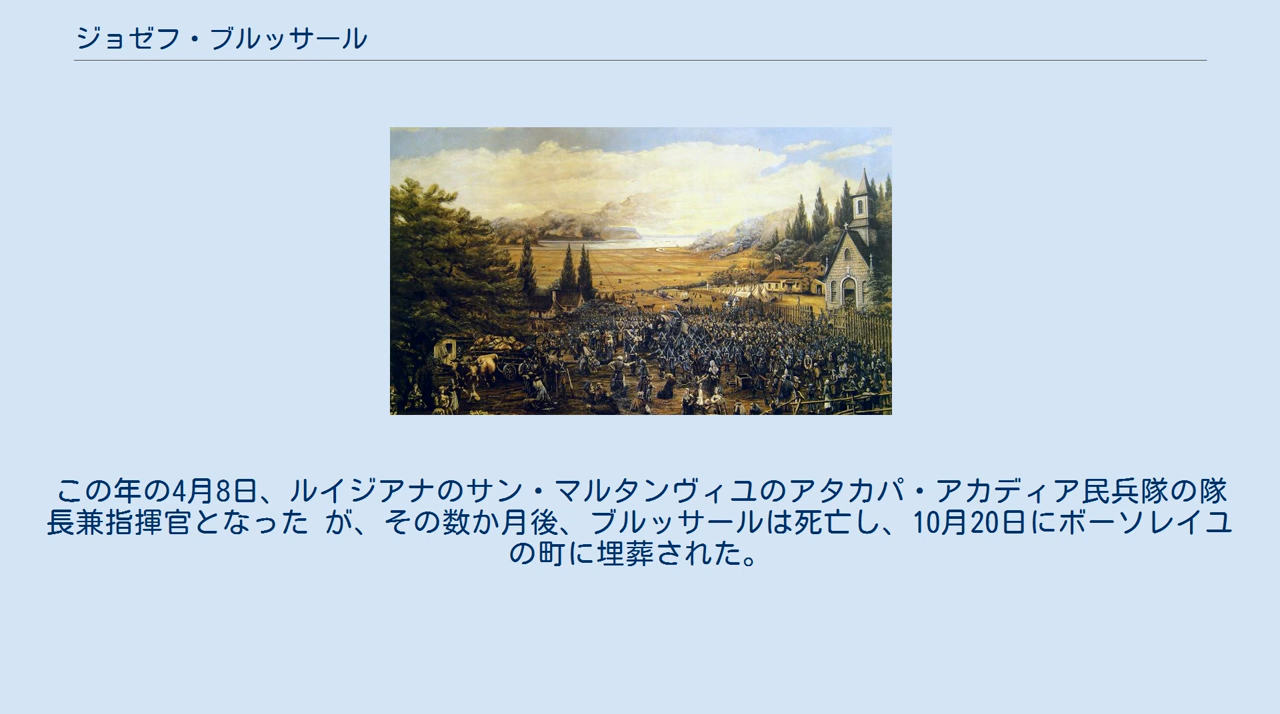 ジョゼフ・ブルッサール
この年の4月8日、ルイジアナのサン・マルタンヴィユのアタカパ・アカディア民兵隊の隊
長兼指揮官となった が、その数か月後、ブルッサールは死亡し、10月20日にボーソレイユ
の町に埋葬された。